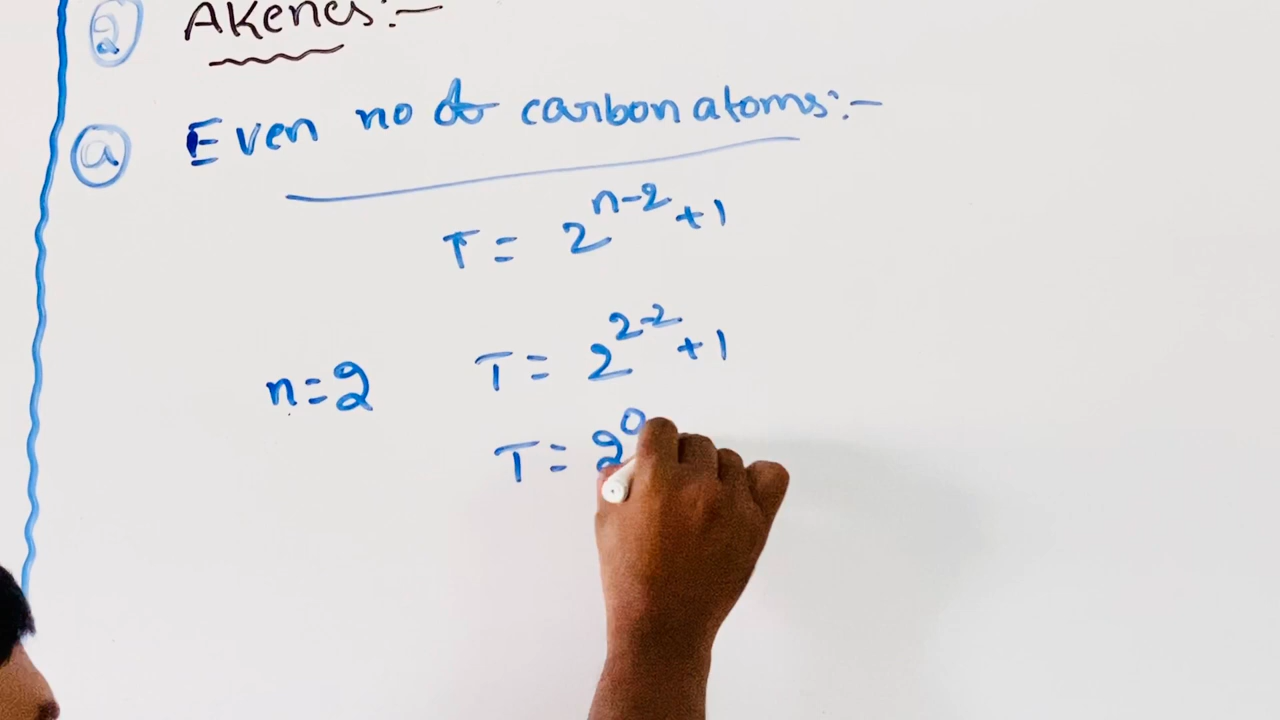 ② AKenes:-
ⓐ Even no of carbon atoms:-
T = 2^{n-2} + 1
n = 2 T = 2^{2-2} + 1
T = 2^0